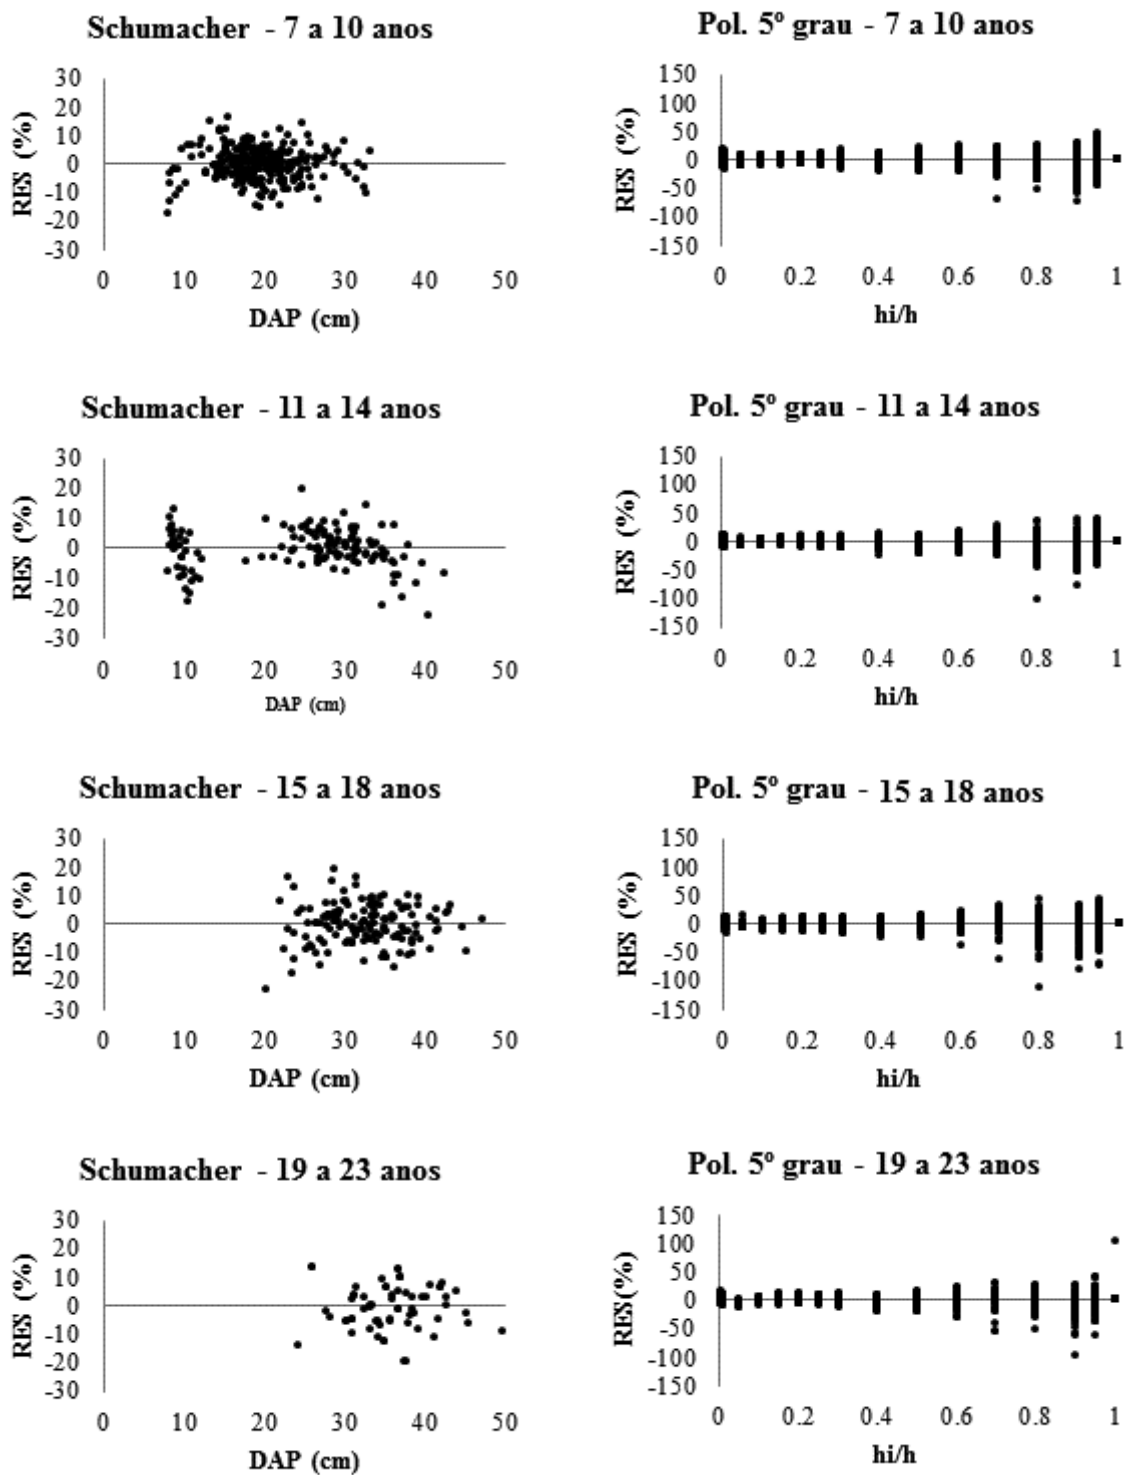 Schumacher - 7 a 10 anos
RES (%)
30
20
10
0
-10
-20
-30
0 10 20 30 40 50
DAP (cm)
Pol. 5º grau - 7 a 10 anos
RES (%)
150
100
50
0
-50
-100
-150
0 0.2 0.4 0.6 0.8 1
hi/h
Schumacher - 11 a 14 anos
RES (%)
30
20
10
0
-10
-20
-30
0 10 20 30 40 50
DAP (cm)
Pol. 5º grau - 11 a 14 anos
RES (%)
150
100
50
0
-50
-100
-150
0 0.2 0.4 0.6 0.8 1
hi/h
Schumacher - 15 a 18 anos
RES (%)
30
20
10
0
-10
-20
-30
0 10 20 30 40 50
DAP (cm)
Pol. 5º grau - 15 a 18 anos
RES (%)
150
100
50
0
-50
-100
-150
0 0.2 0.4 0.6 0.8 1
hi/h
Schumacher - 19 a 23 anos
RES (%)
30
20
10
0
-10
-20
-30
0 10 20 30 40 50
DAP (cm)
Pol. 5º grau - 19 a 23 anos
RES(%)
150
100
50
0
-50
-100
-150
0 0.2 0.4 0.6 0.8 1
hi/h